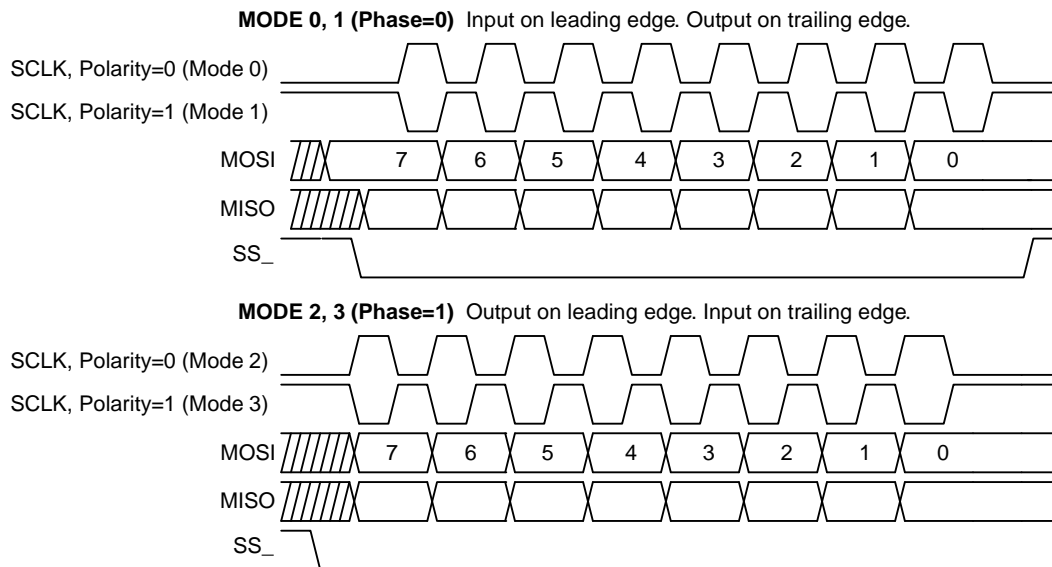 MODE 0, 1 (Phase=0) Input on leading edge. Output on trailing edge.
SCLK, Polarity=0 (Mode 0)
SCLK, Polarity=1 (Mode 1)
MOSI 7 6 5 4 3 2 1 0
MISO
SS_
MODE 2, 3 (Phase=1) Output on leading edge. Input on trailing edge.
SCLK, Polarity=0 (Mode 2)
SCLK, Polarity=1 (Mode 3)
MOSI 7 6 5 4 3 2 1 0
MISO
SS_